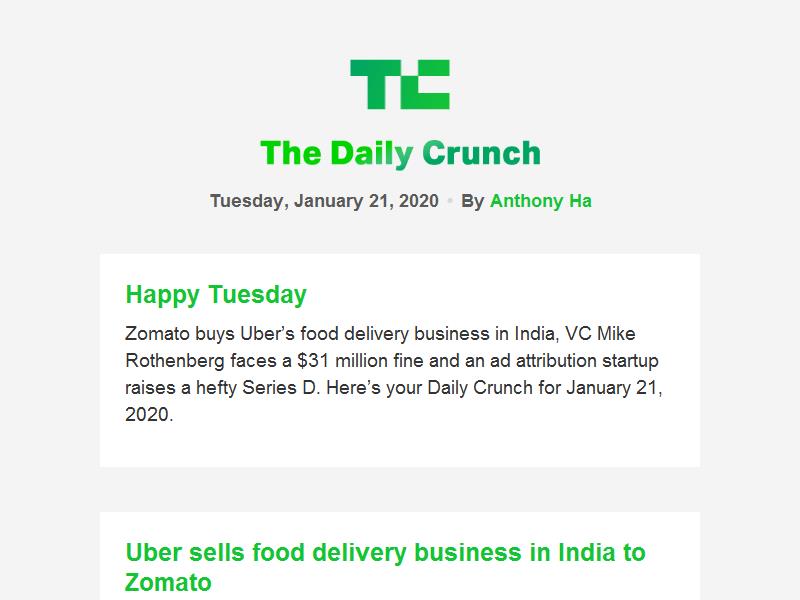 TC
The Daily Crunch
Tuesday, January 21, 2020 • By Anthony Ha
Happy Tuesday
Zomato buys Uber’s food delivery business in India, VC Mike
Rothenberg faces a $31 million fine and an ad attribution startup
raises a hefty Series D. Here’s your Daily Crunch for January 21,
2020.
Uber sells food delivery business in India to
Zomato